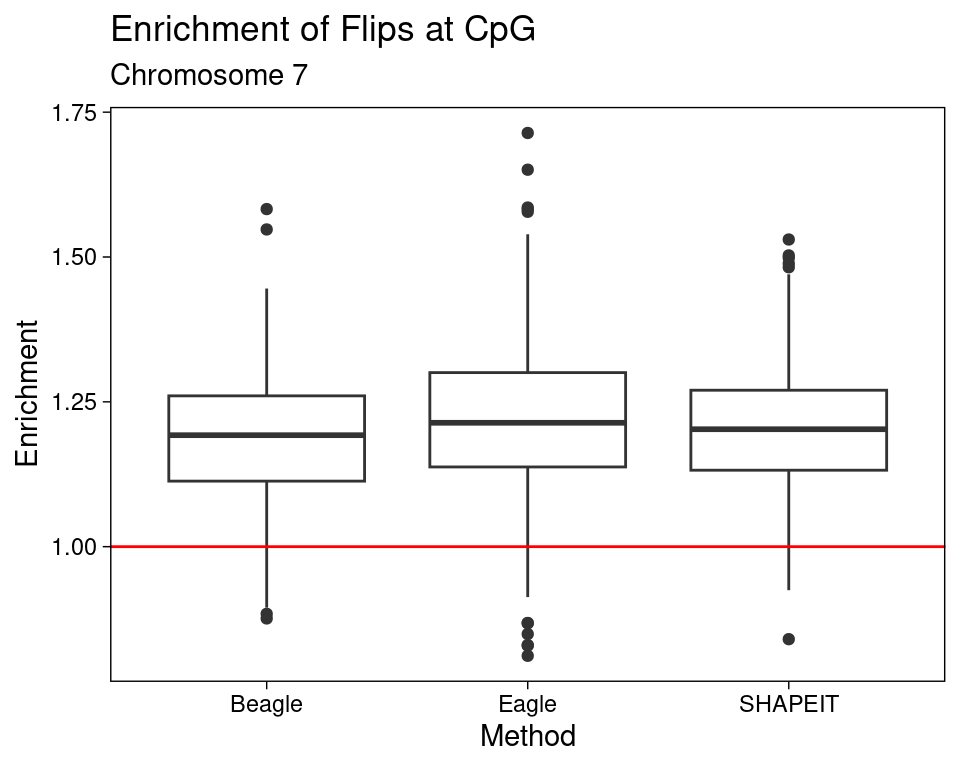 Enrichment of Flips at CpG
Chromosome 7
1.75
1.50
1.25
1.00
Enrichment
Beagle Eagle SHAPEIT
Method